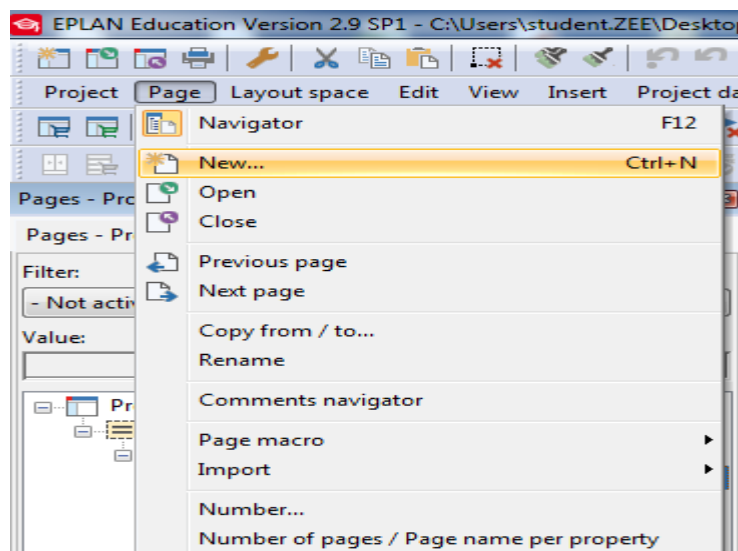 EPLAN Education Version 2.9 SP1 - C:\Users\student.ZEE\Desktop
Project Page Layout space Edit View Insert Project da
Navigator F12
New... Ctrl+N
Pages - Pro
Open
Close
Pages - Pr
Previous page
Filter:
Next page
- Not activ
Copy from / to...
Value:
Rename
Comments navigator
Pr
Page macro
Import
Number...
Number of pages / Page name per property